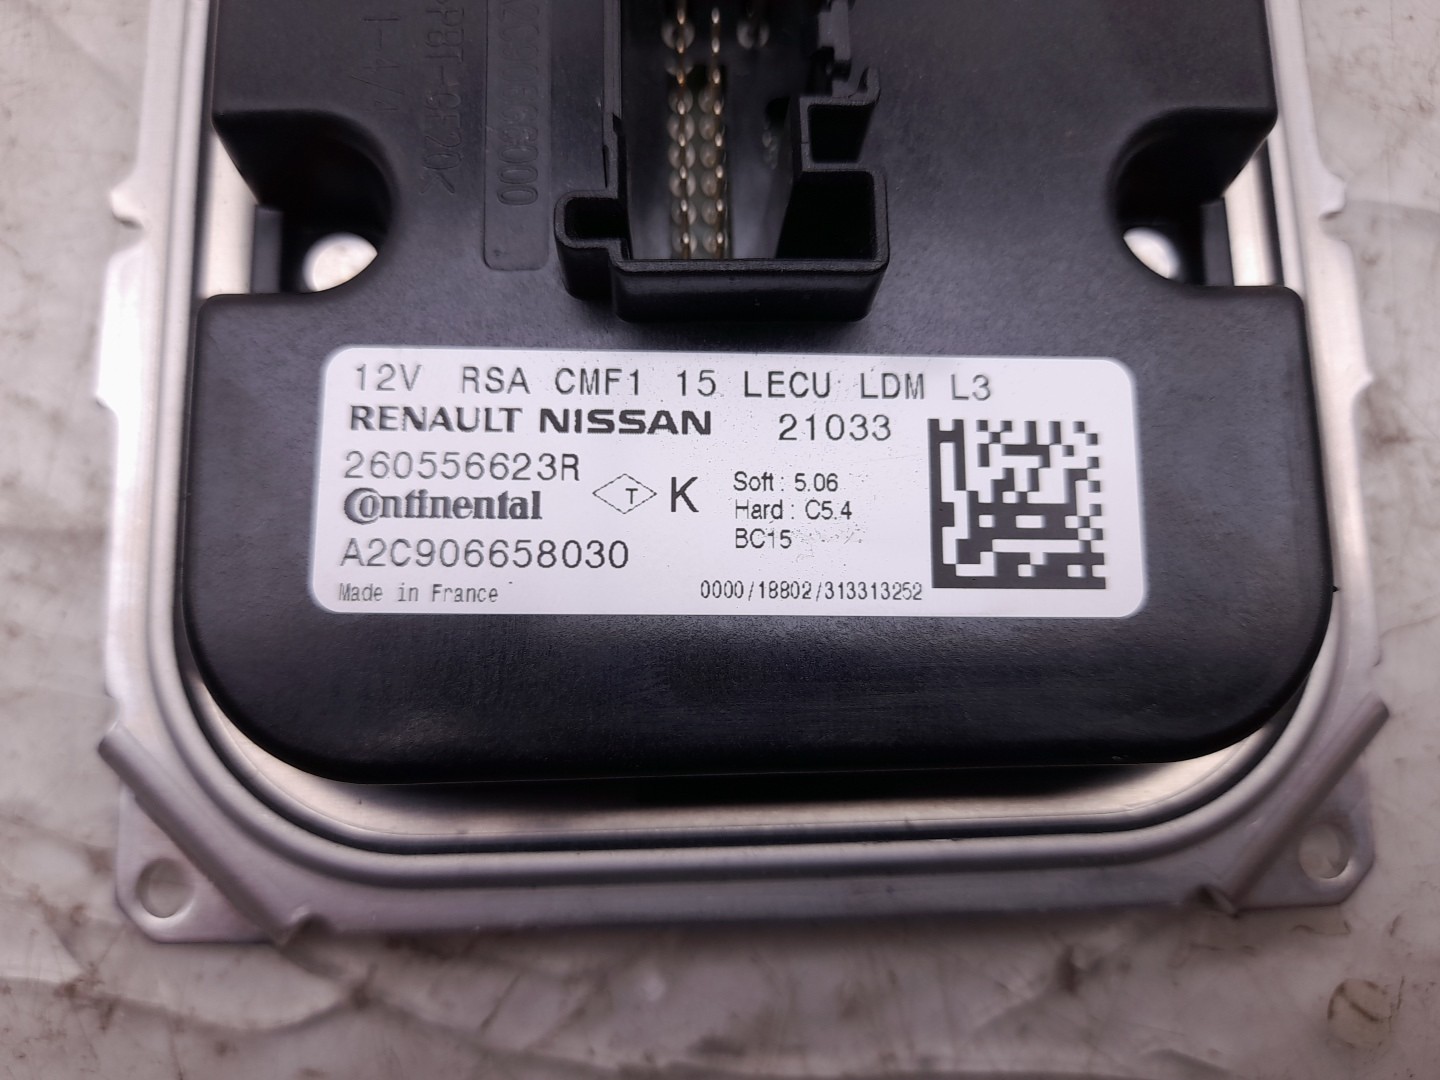 12V RSA CMF1 15 LECU LDM L3
RENAULT NISSAN 21033
260556623R
Continental
T K
Soft : 5.06
Hard : C5.4
BC15
A2C906658030
Made in France
0000/18802/313313252